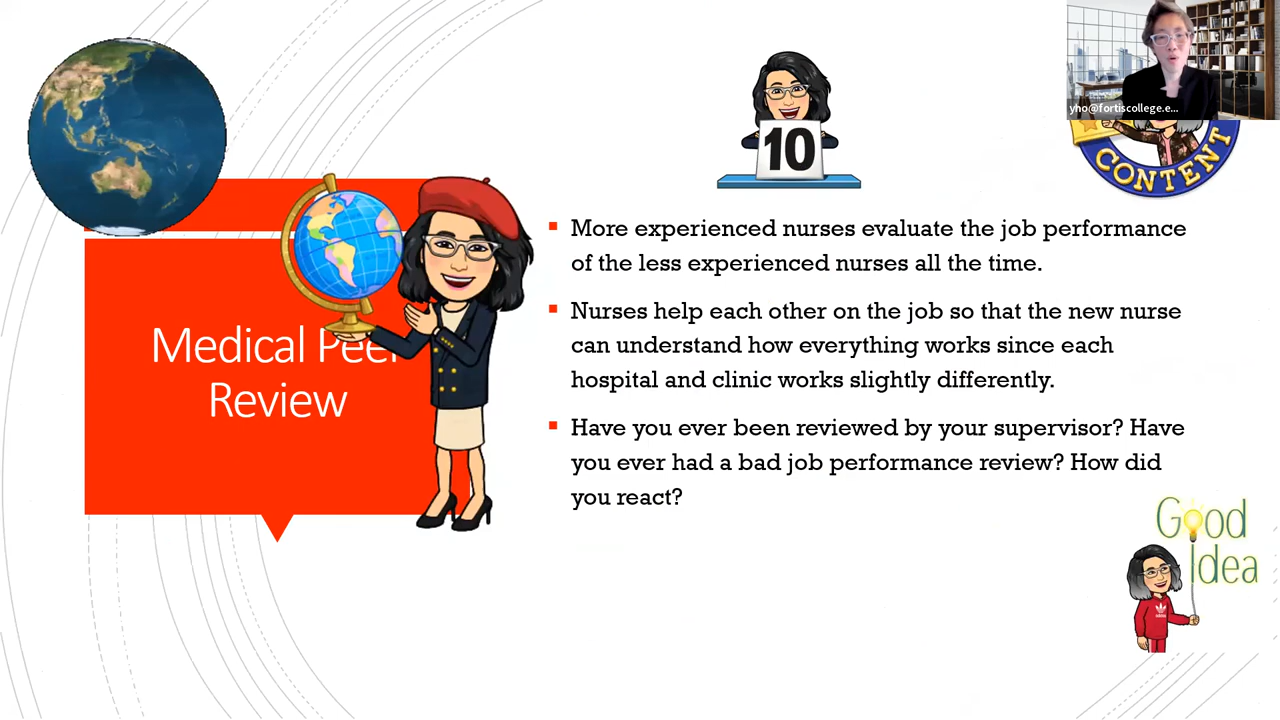 10
yho@fortiscollege.e...
CONTENT
Medical Peer
Review
More experienced nurses evaluate the job performance
of the less experienced nurses all the time.
Nurses help each other on the job so that the new nurse
can understand how everything works since each
hospital and clinic works slightly differently.
Have you ever been reviewed by your supervisor? Have
you ever had a bad job performance review? How did
you react?
Good
Idea